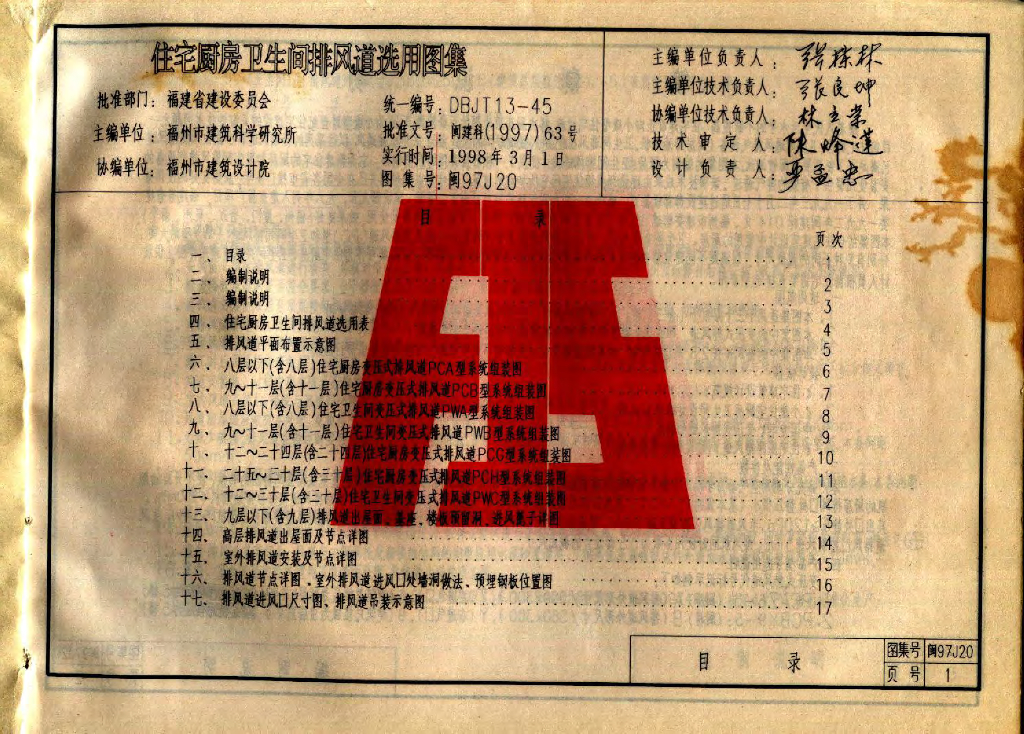 住宅厨房卫生间排风道选用图集
批准部门：福建省建设委员会
主编单位：福州市建筑科学研究所
协编单位：福州市建筑设计院
统一编号：DBJT13-45
批准文号：闽建科(1997)63号
实行时间：1998年3月1日
图 集 号：闽97J20
主编单位负责人：
主编单位技术负责人：
协编单位技术负责人：
技 术 审 定 人：
设 计 负 责 人：
目 录
页次
一、目录 1
二、编制说明 2
三、编制说明 3
四、住宅厨房卫生间排风道选用表 4
五、排风道平面布置示意图 5
六、八层以下(含八层)住宅厨房变压式排风道PCA型系统组装图 6
七、九～十一层(含十一层)住宅厨房变压式排风道PCB型系统组装图 7
八、八层以下(含八层)住宅卫生间变压式排风道PWA型系统组装图 8
九、九～十一层(含十一层)住宅卫生间变压式排风道PWB型系统组装图 9
十、十二～二十四层(含二十四层)住宅厨房变压式排风道PCG型系统组装图 10
十一、二十五～三十层(含三十层)住宅厨房变压式排风道PCH型系统组装图 11
十二、十二～三十层(含三十层)住宅卫生间变压式排风道PWC型系统组装图 12
十三、九层以下(含九层)排风道出屋面、基座、楼板预留洞、进风罩子详图 13
十四、高层排风道出屋面及节点详图 14
十五、室外排风道安装及节点详图 15
十六、排风道节点详图、室外排风道进风口处墙洞做法、预埋钢板位置图 16
十七、排风道进风口尺寸图、排风道吊装示意图 17
目 录
图集号 闽97J20
页 号 1